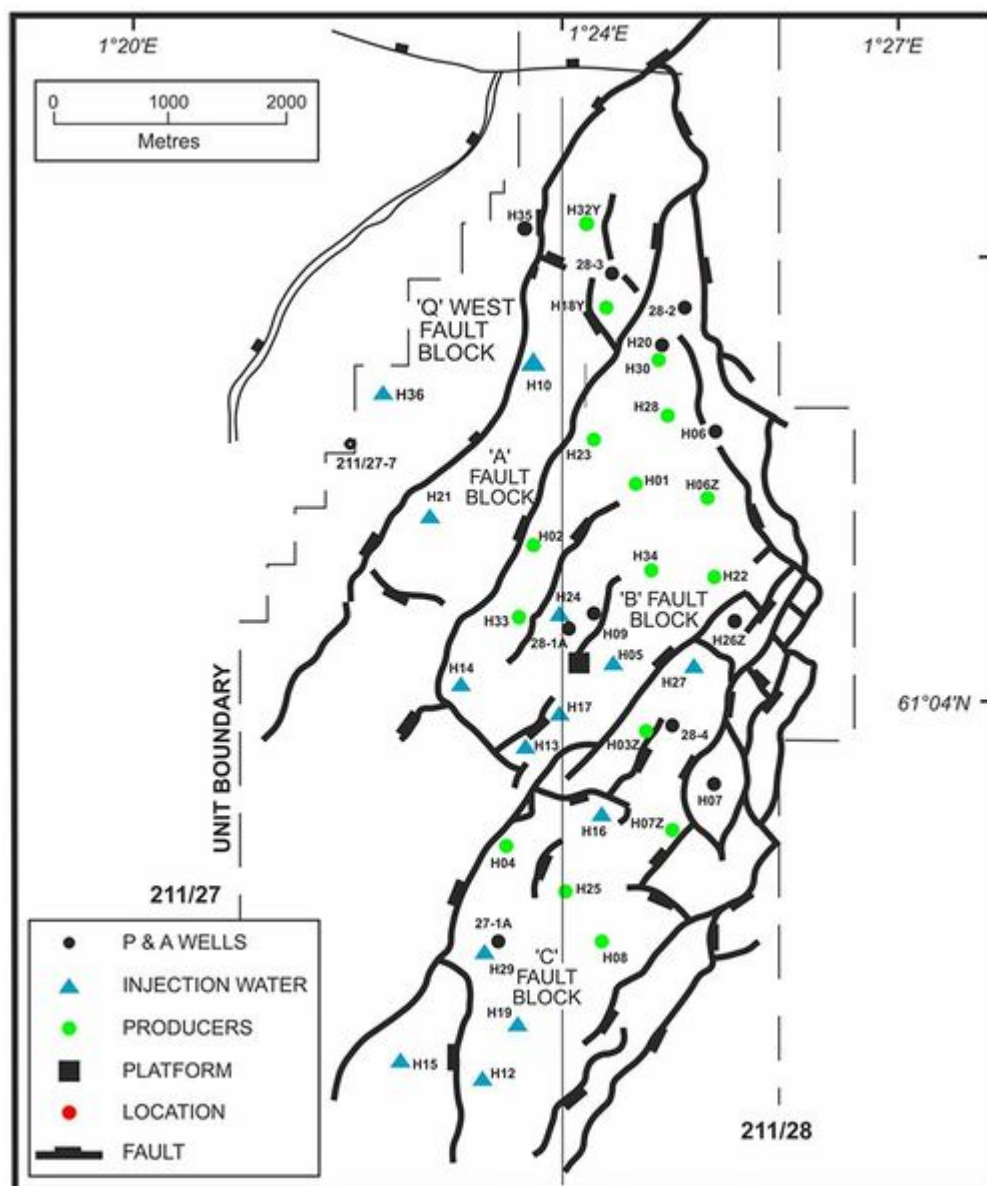 1°20'E
1°24'E
1°27'E
0
1000
2000
Metres
H35
H32Y
28-3
H18Y
28-2
'Q' WEST
FAULT
BLOCK
H20
H30
H10
H36
H28
H06
H23
211/27-7
'A'
FAULT
BLOCK
H01
H06Z
H21
H02
H34
H22
H24
'B' FAULT
BLOCK
H33
28-1A
H09
H26Z
H05
H27
H14
UNIT BOUNDARY
61°04'N
H17
H03Z
28-4
H13
H07
H16
H07Z
H04
211/27
H25
27-1A
H08
H29
'C'
FAULT
BLOCK
H19
H15
H12
211/28
P & A WELLS
INJECTION WATER
PRODUCERS
PLATFORM
LOCATION
FAULT